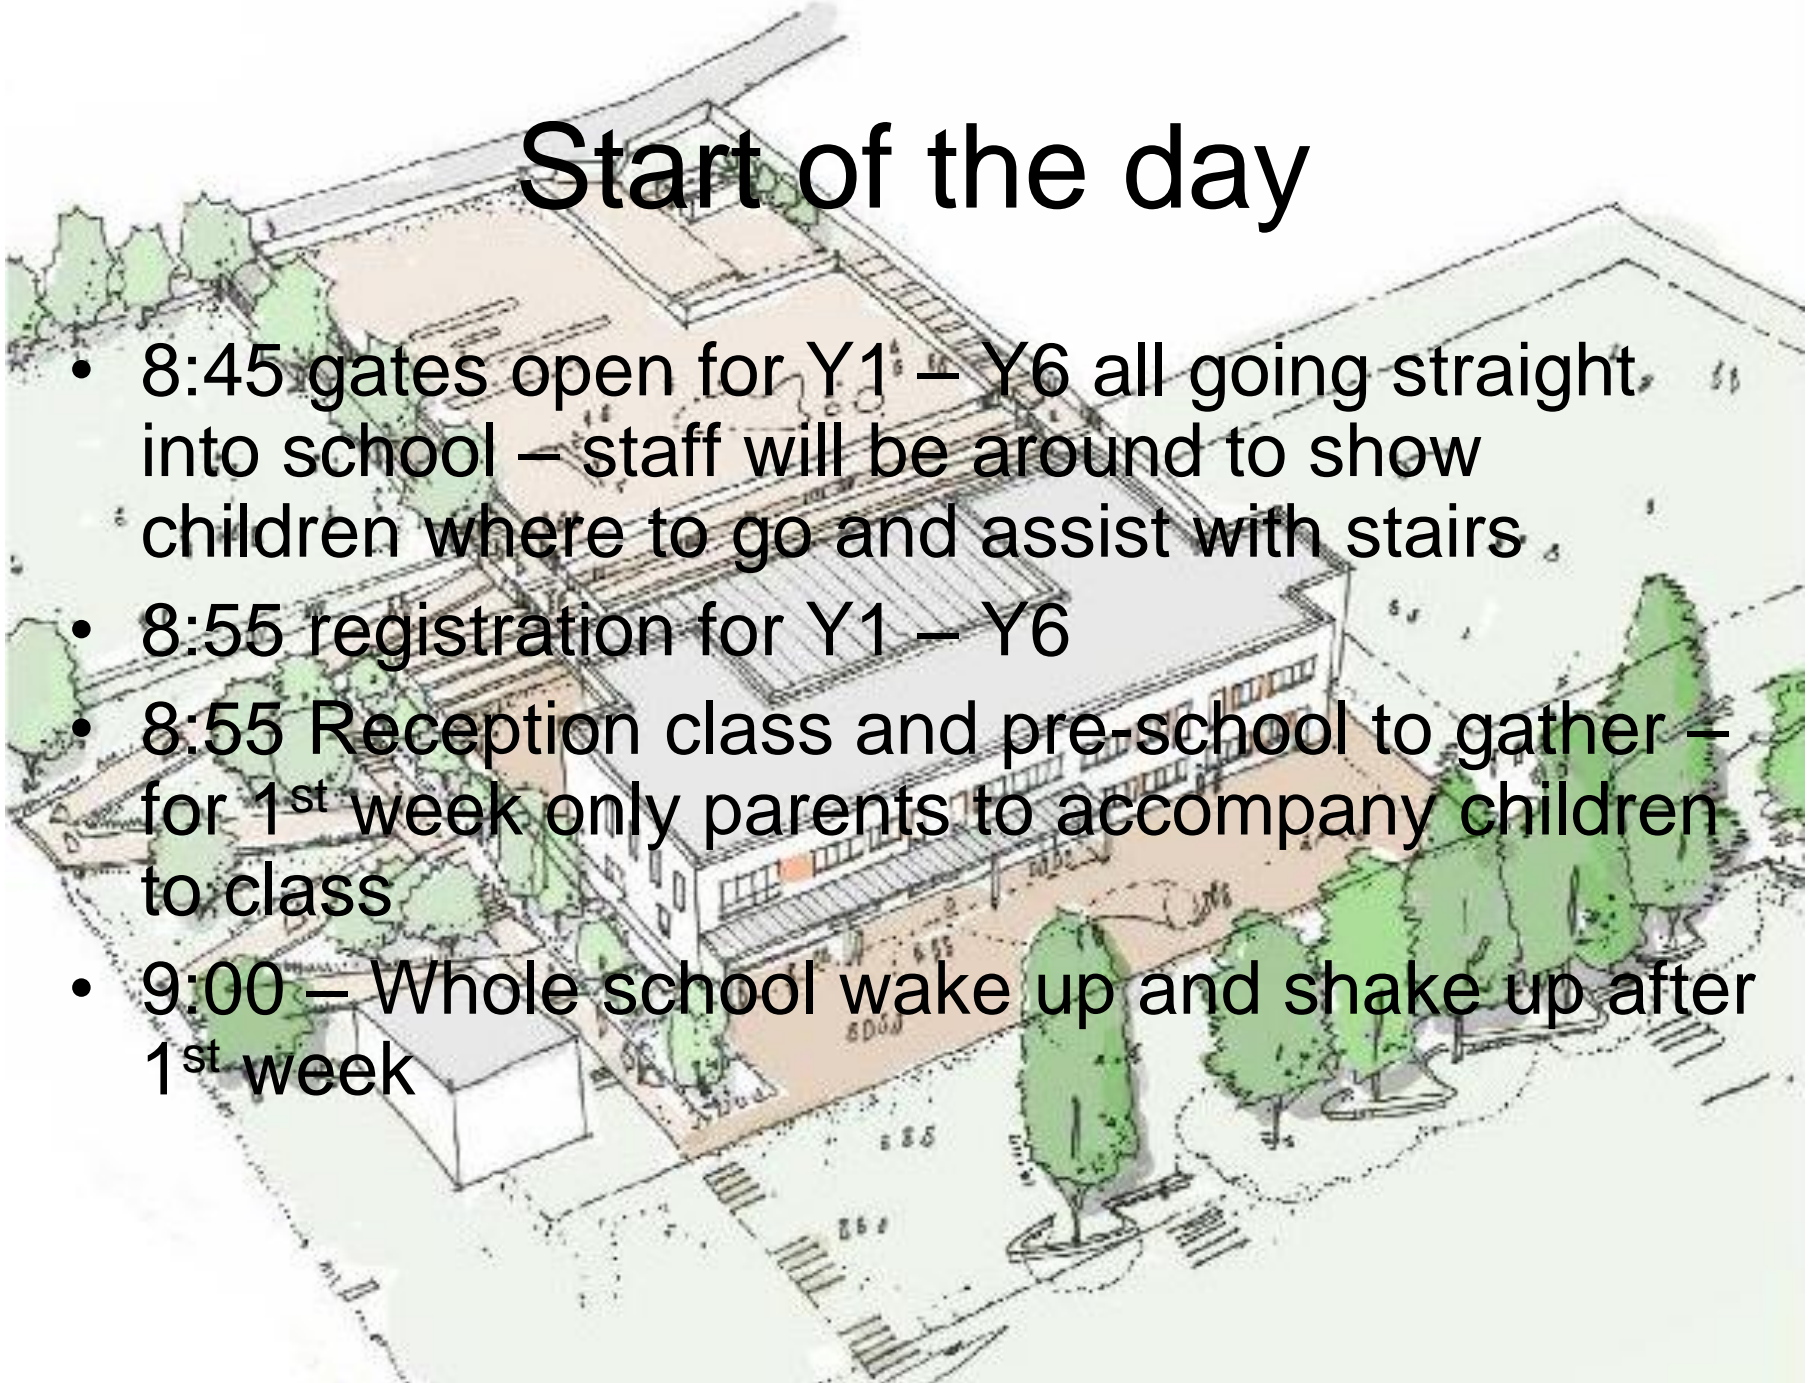 Start of the day
• 8:45 gates open for Y1 – Y6 all going straight
into school – staff will be around to show
children where to go and assist with stairs
• 8:55 registration for Y1 – Y6
• 8:55 Reception class and pre-school to gather –
for 1st week only parents to accompany children
to class
• 9:00 – Whole school wake up and shake up after
1st week